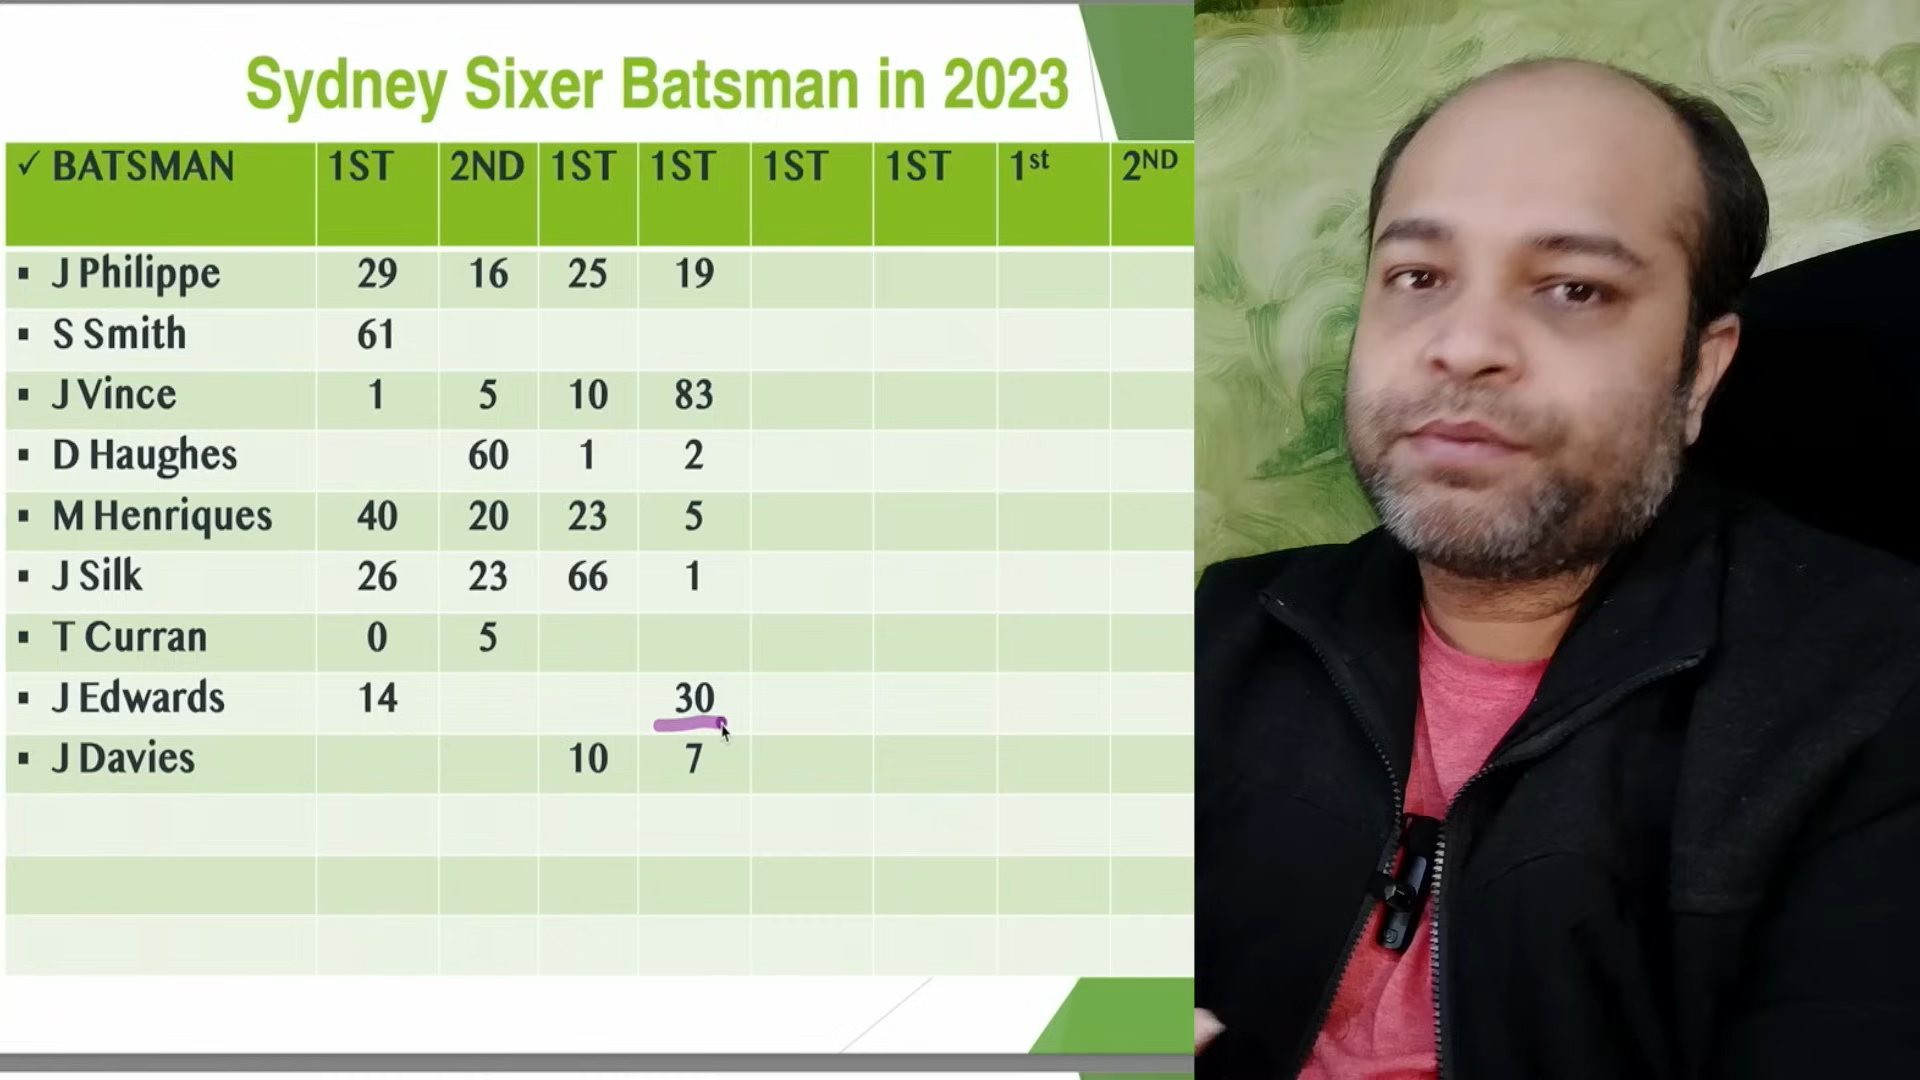 Sydney Sixer Batsman in 2023
✓ BATSMAN 1ST 2ND 1ST 1ST 1ST 1ST 1st 2ND
▪ J Philippe 29 16 25 19
▪ S Smith 61
▪ J Vince 1 5 10 83
▪ D Haughes 60 1 2
▪ M Henriques 40 20 23 5
▪ J Silk 26 23 66 1
▪ T Curran 0 5
▪ J Edwards 14 30
▪ J Davies 10 7